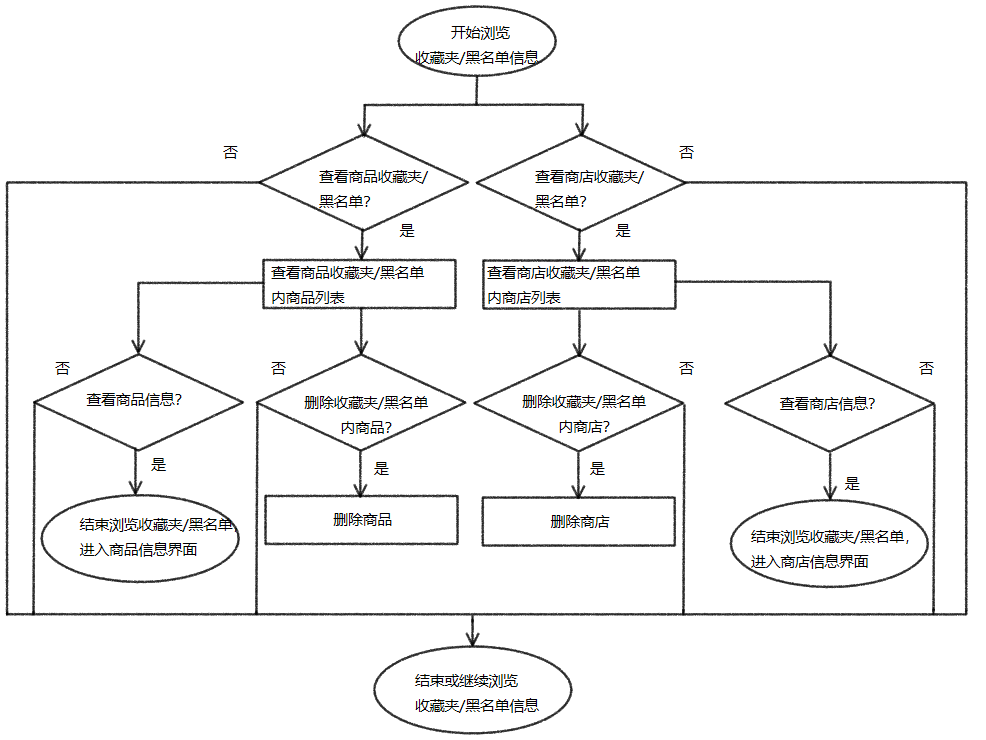 开始浏览
收藏夹/黑名单信息
否
否
查看商品收藏夹/
黑名单?
查看商店收藏夹/
黑名单?
是
是
查看商品收藏夹/黑名单
内商品列表
查看商店收藏夹/黑名单
内商店列表
否
否
否
否
查看商品信息?
删除收藏夹/黑名单
内商品?
删除收藏夹/黑名单
内商店?
查看商店信息?
是
是
是
是
结束浏览收藏夹/黑名单,
进入商品信息界面
删除商品
删除商店
结束浏览收藏夹/黑名单,
进入商店信息界面
结束或继续浏览
收藏夹/黑名单信息